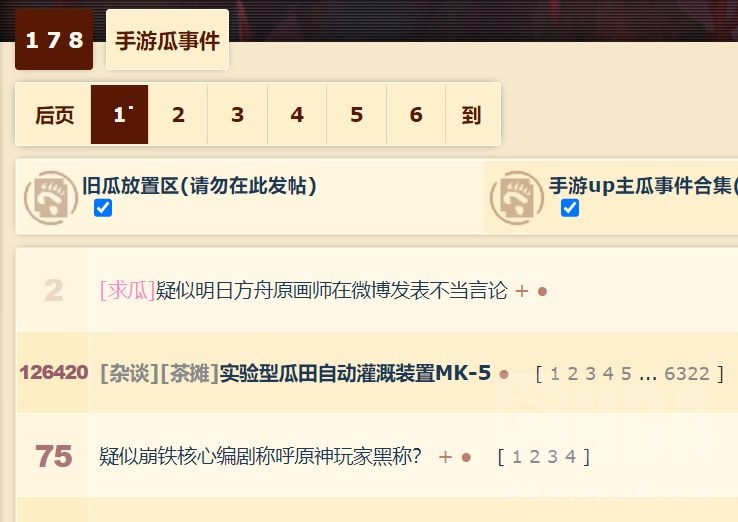 178 手游瓜事件
后页 1 2 3 4 5 6 到
旧瓜放置区(请勿在此发帖) 手游up主瓜事件合集(
2 [求瓜]疑似明日方舟原画师在微博发表不当言论 +
126420 [杂谈][茶摊]实验型瓜田自动灌溉装置MK-5 [ 1 2 3 4 5 ... 6322 ]
75 疑似崩铁核心编剧称呼原神玩家黑称？ + [ 1 2 3 4 ]